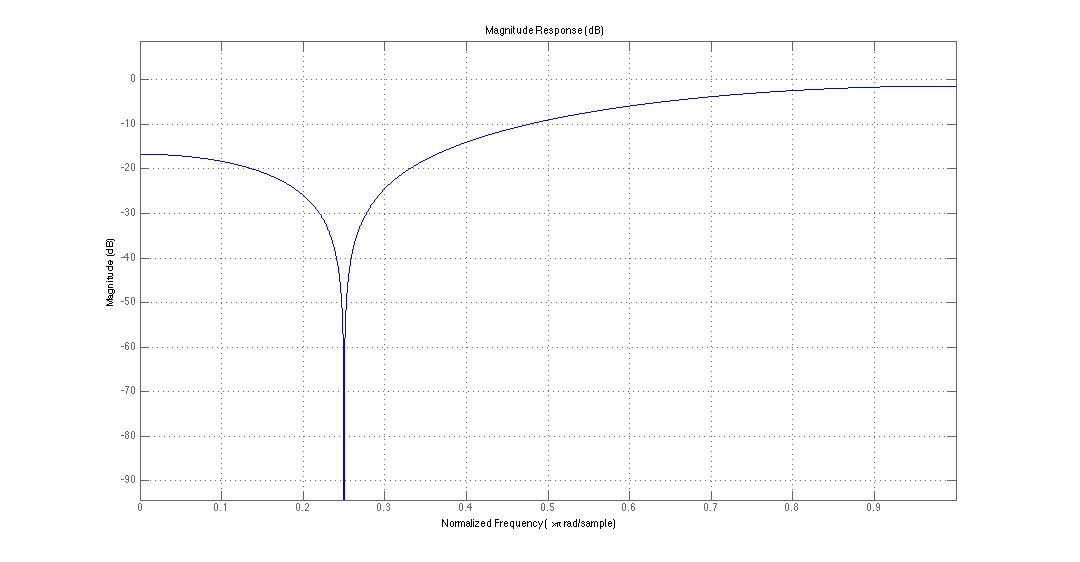 Magnitude Response (dB)
0
-10
-20
-30
-40
-50
-60
-70
-80
-90
Magnitude (dB)
0 0.1 0.2 0.3 0.4 0.5 0.6 0.7 0.8 0.9
Normalized Frequency ( ×π rad/sample)